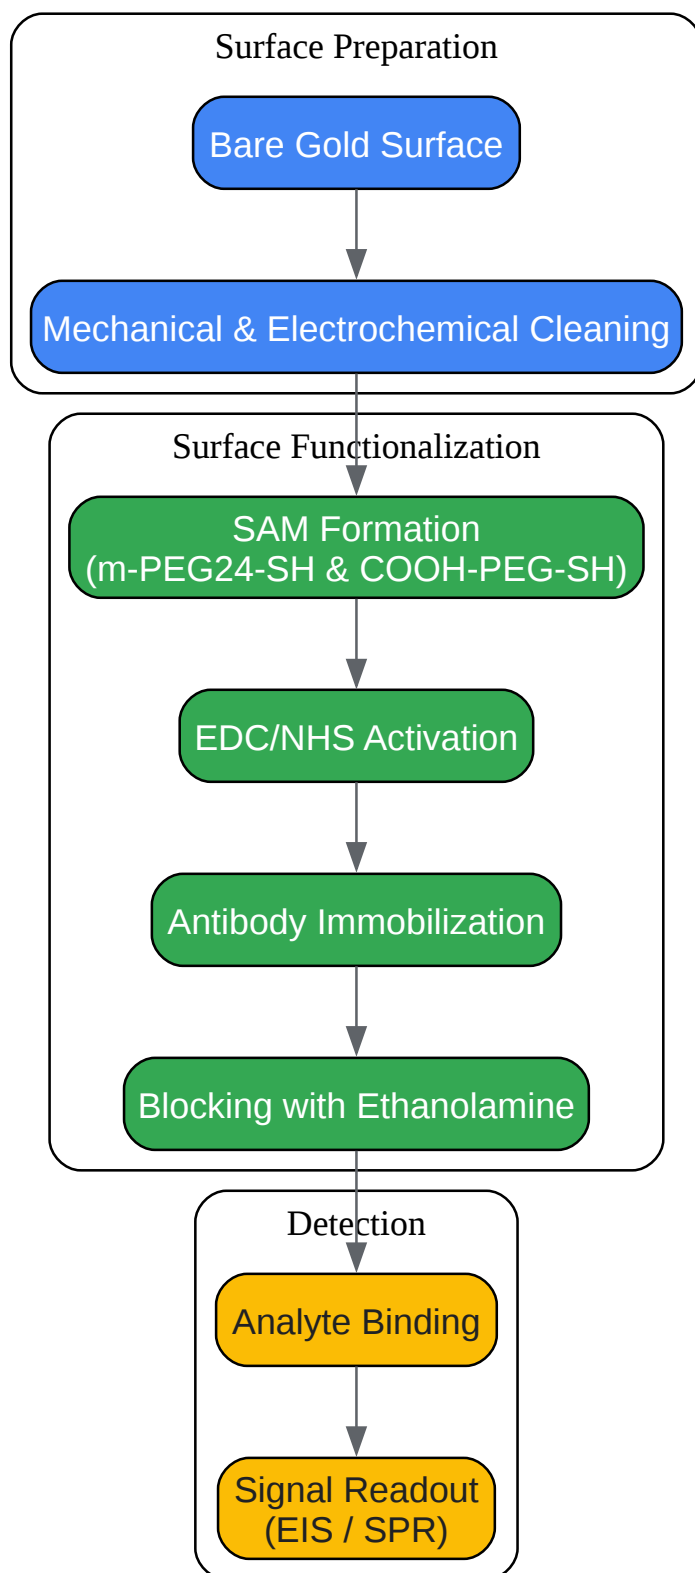 Surface Preparation
Bare Gold Surface
Mechanical & Electrochemical Cleaning
Surface Functionalization
SAM Formation
(m-PEG24-SH & COOH-PEG-SH)
EDC/NHS Activation
Antibody Immobilization
Blocking with Ethanolamine
Detection
Analyte Binding
Signal Readout
(EIS / SPR)